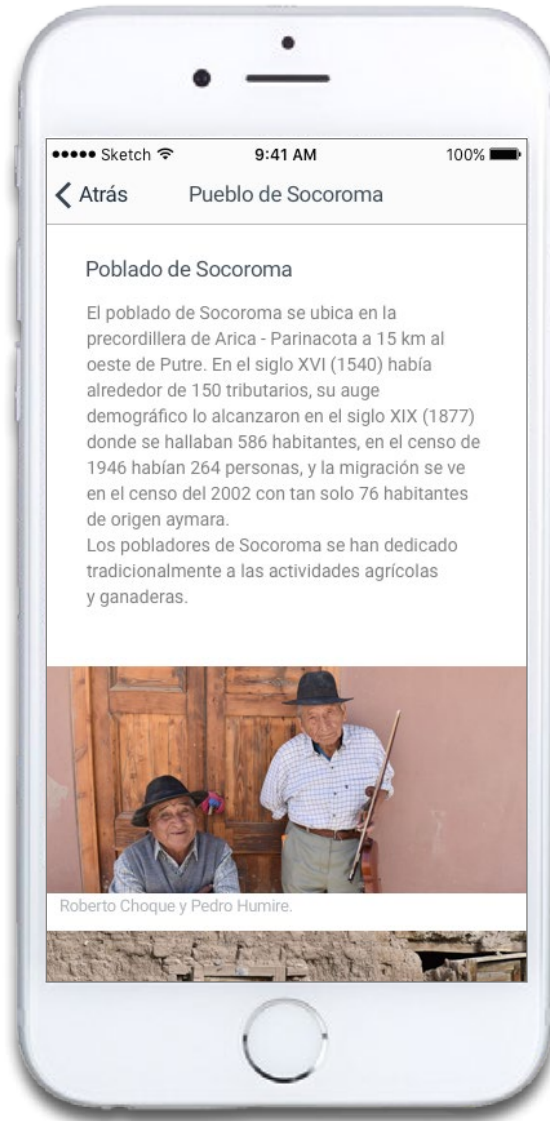 ●●●●● Sketch 9:41 AM 100%
Atrás Pueblo de Socoroma
Poblado de Socoroma
El poblado de Socoroma se ubica en la
precordillera de Arica - Parinacota a 15 km al
oeste de Putre. En el siglo XVI (1540) había
alrededor de 150 tributarios, su auge
demográfico lo alcanzaron en el siglo XIX (1877)
donde se hallaban 586 habitantes, en el censo de
1946 habían 264 personas, y la migración se ve
en el censo del 2002 con tan solo 76 habitantes
de origen aymara.
Los pobladores de Socoroma se han dedicado
tradicionalmente a las actividades agrícolas
y ganaderas.
Roberto Choque y Pedro Humire.